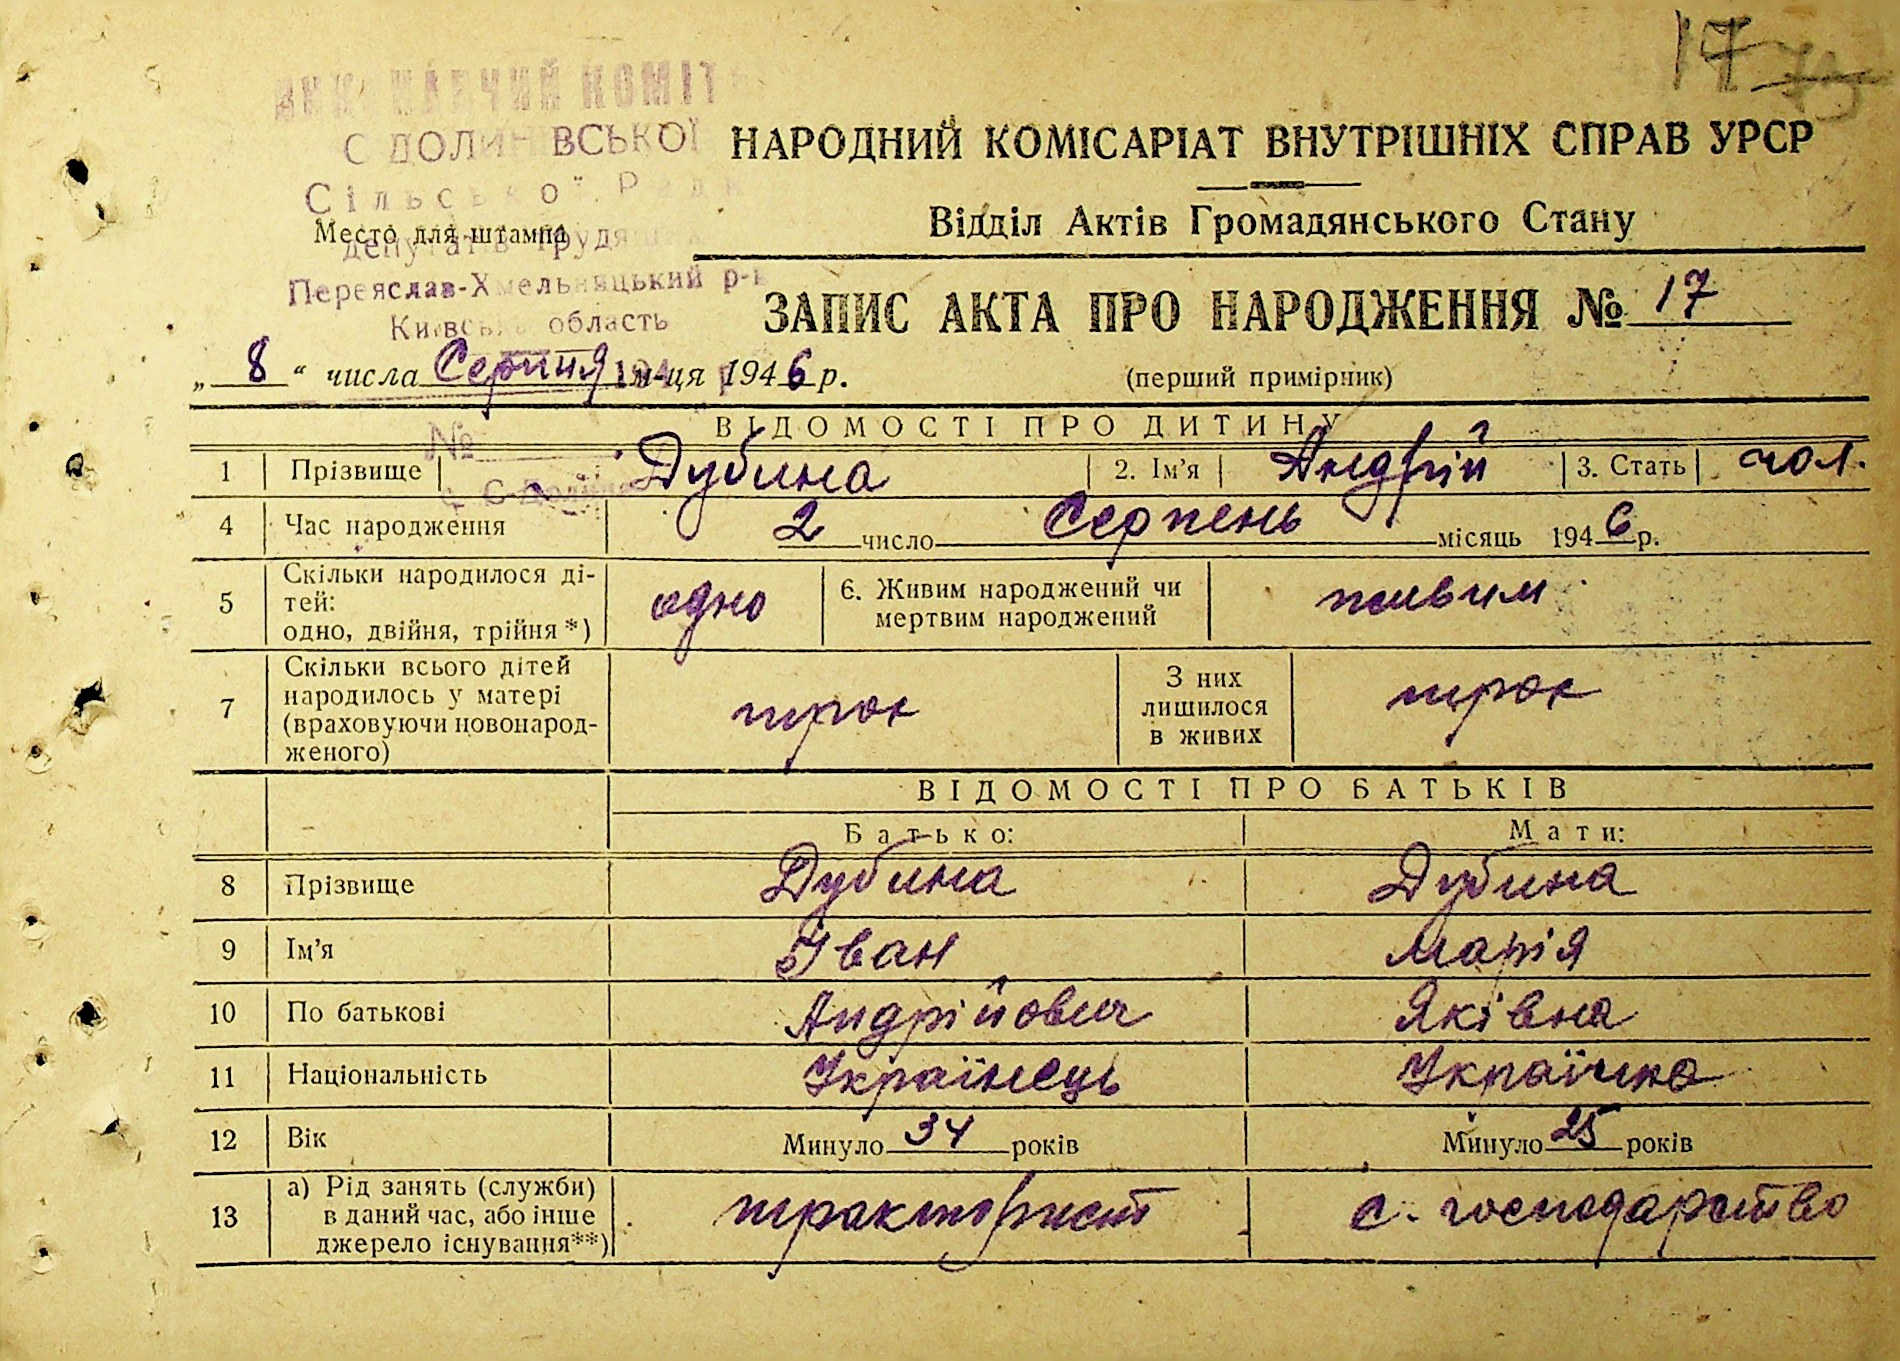 17
ВИКОНАВЧИЙ КОМІТ
С ДОЛИНІВСЬКОЇ
Сільської Ради
депутатів трудящих
Переяслав-Хмельницький р-н
Київська область
Место для штампа
НАРОДНИЙ КОМІСАРІАТ ВНУТРІШНІХ СПРАВ УРСР
Відділ Актів Громадянського Стану
ЗАПИС АКТА ПРО НАРОДЖЕННЯ № 17
„ 8 “ числа Серпня м-ця 1946 р. (перший примірник)
№
ВІДОМОСТІ ПРО ДИТИНУ
1 Прізвище Дубина 2. Ім’я Андрій 3. Стать чол.
4 Час народження 2 число Серпень місяць 1946 р.
5 Скільки народилося ді-
тей:
одно, двійня, трійня *) одно 6. Живим народжений чи
мертвим народжений живим
7 Скільки всього дітей
народилось у матері
(враховуючи новонарод-
женого) троє З них
лишилося
в живих троє
ВІДОМОСТІ ПРО БАТЬКІВ
Батько: Мати:
8 Прізвище Дубина Дубина
9 Ім’я Іван Марія
10 По батькові Андрійович Яківна
11 Національність Українець Українка
12 Вік Минуло 34 років Минуло 25 років
13 а) Рід занять (служби)
в даний час, або інше
джерело існування**) тракторист с. господарство